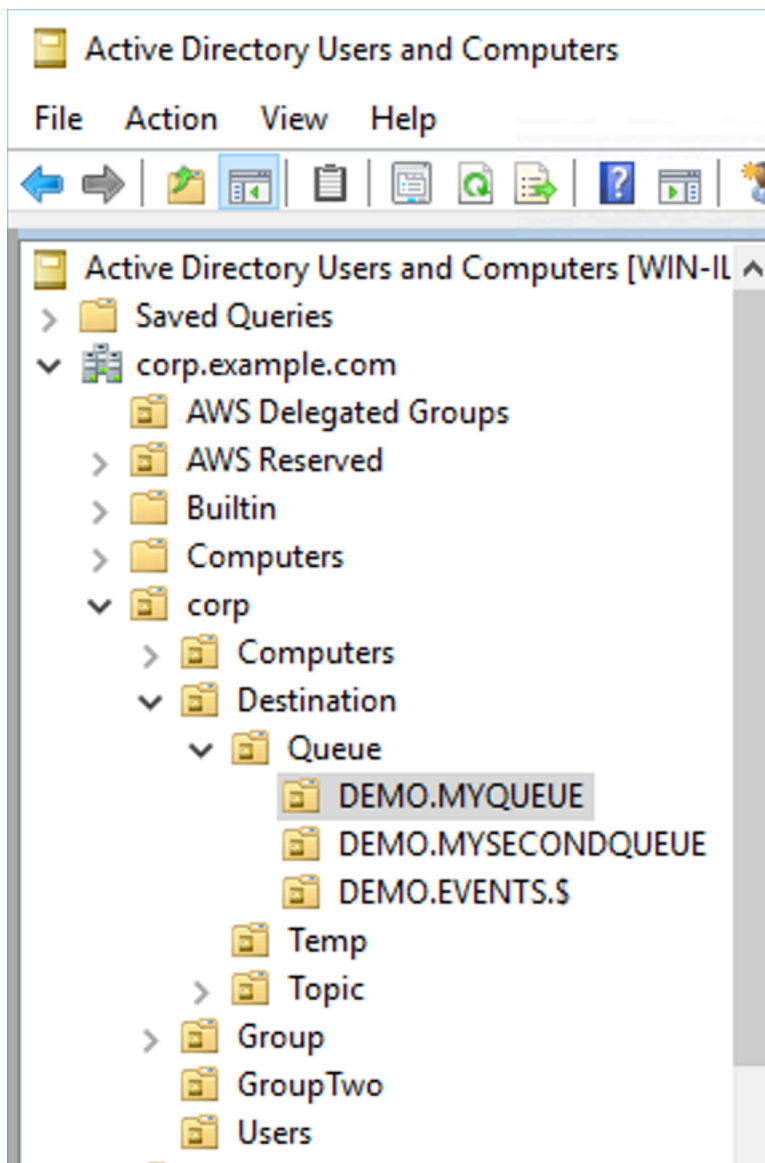 Active Directory Users and Computers
File Action View Help
Active Directory Users and Computers [WIN-IL
Saved Queries
corp.example.com
AWS Delegated Groups
AWS Reserved
Builtin
Computers
corp
Computers
Destination
Queue
DEMO.MYQUEUE
DEMO.MYSECONDQUEUE
DEMO.EVENTS.$
Temp
Topic
Group
GroupTwo
Users